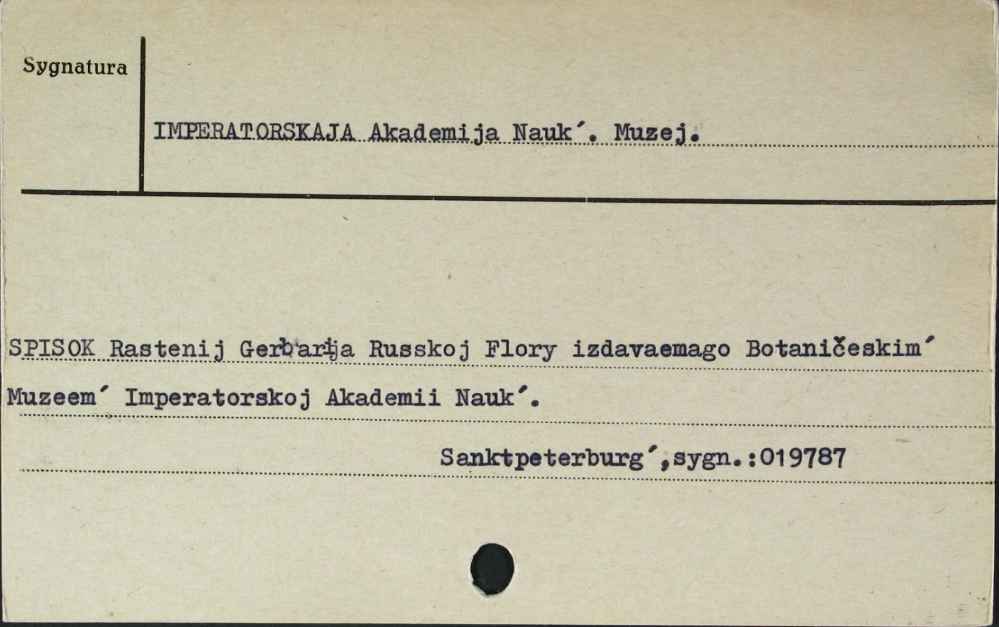 Sygnatura
IMPERATORSKAJA Akademija Nauk´. Muzej.
SPISOK Rastenij Gerbarija Russkoj Flory izdavaemago Botaničeskim´
Muzeem´ Imperatorskoj Akademii Nauk´.
Sanktpeterburg´,sygn.:019787